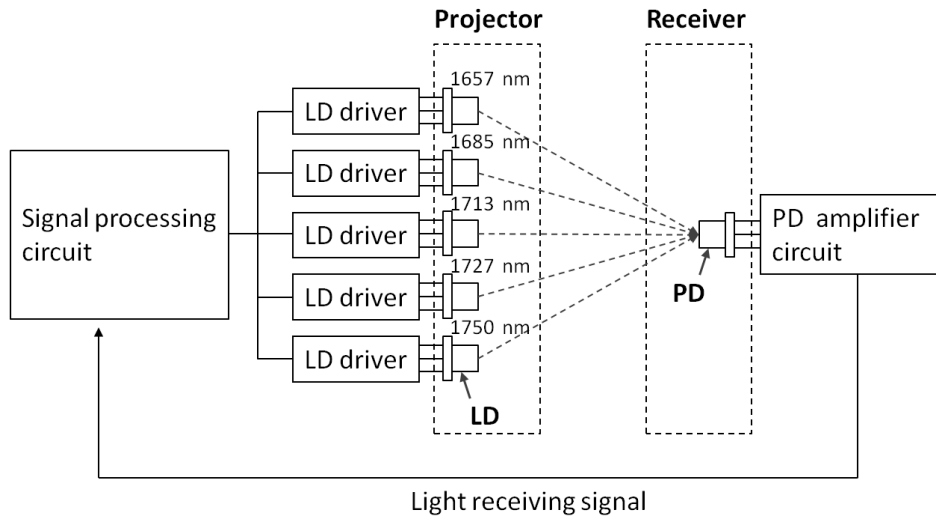 Projector
Receiver
1657 nm
LD driver
1685 nm
LD driver
Signal processing
circuit
1713 nm
LD driver
PD amplifier
circuit
1727 nm
LD driver
PD
1750 nm
LD driver
LD
Light receiving signal